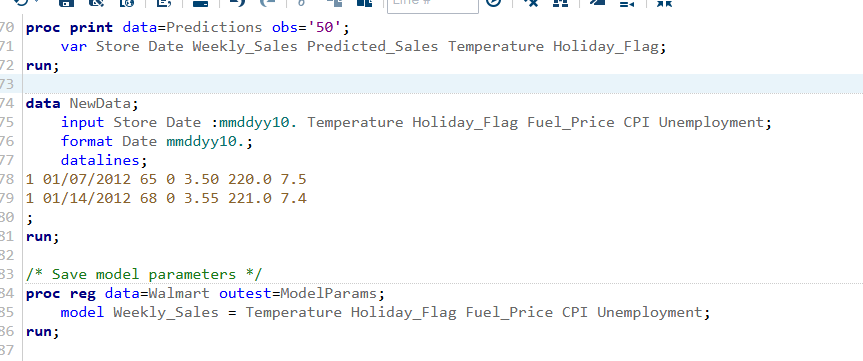 Line #
70 proc print data=Predictions obs='50';
71 var Store Date Weekly_Sales Predicted_Sales Temperature Holiday_Flag;
72 run;
73
74 data NewData;
75 input Store Date :mmddyy10. Temperature Holiday_Flag Fuel_Price CPI Unemployment;
76 format Date mmddyy10.;
77 datalines;
78 1 01/07/2012 65 0 3.50 220.0 7.5
79 1 01/14/2012 68 0 3.55 221.0 7.4
80 ;
81 run;
82
83 /* Save model parameters */
84 proc reg data=Walmart outest=ModelParams;
85 model Weekly_Sales = Temperature Holiday_Flag Fuel_Price CPI Unemployment;
86 run;
87